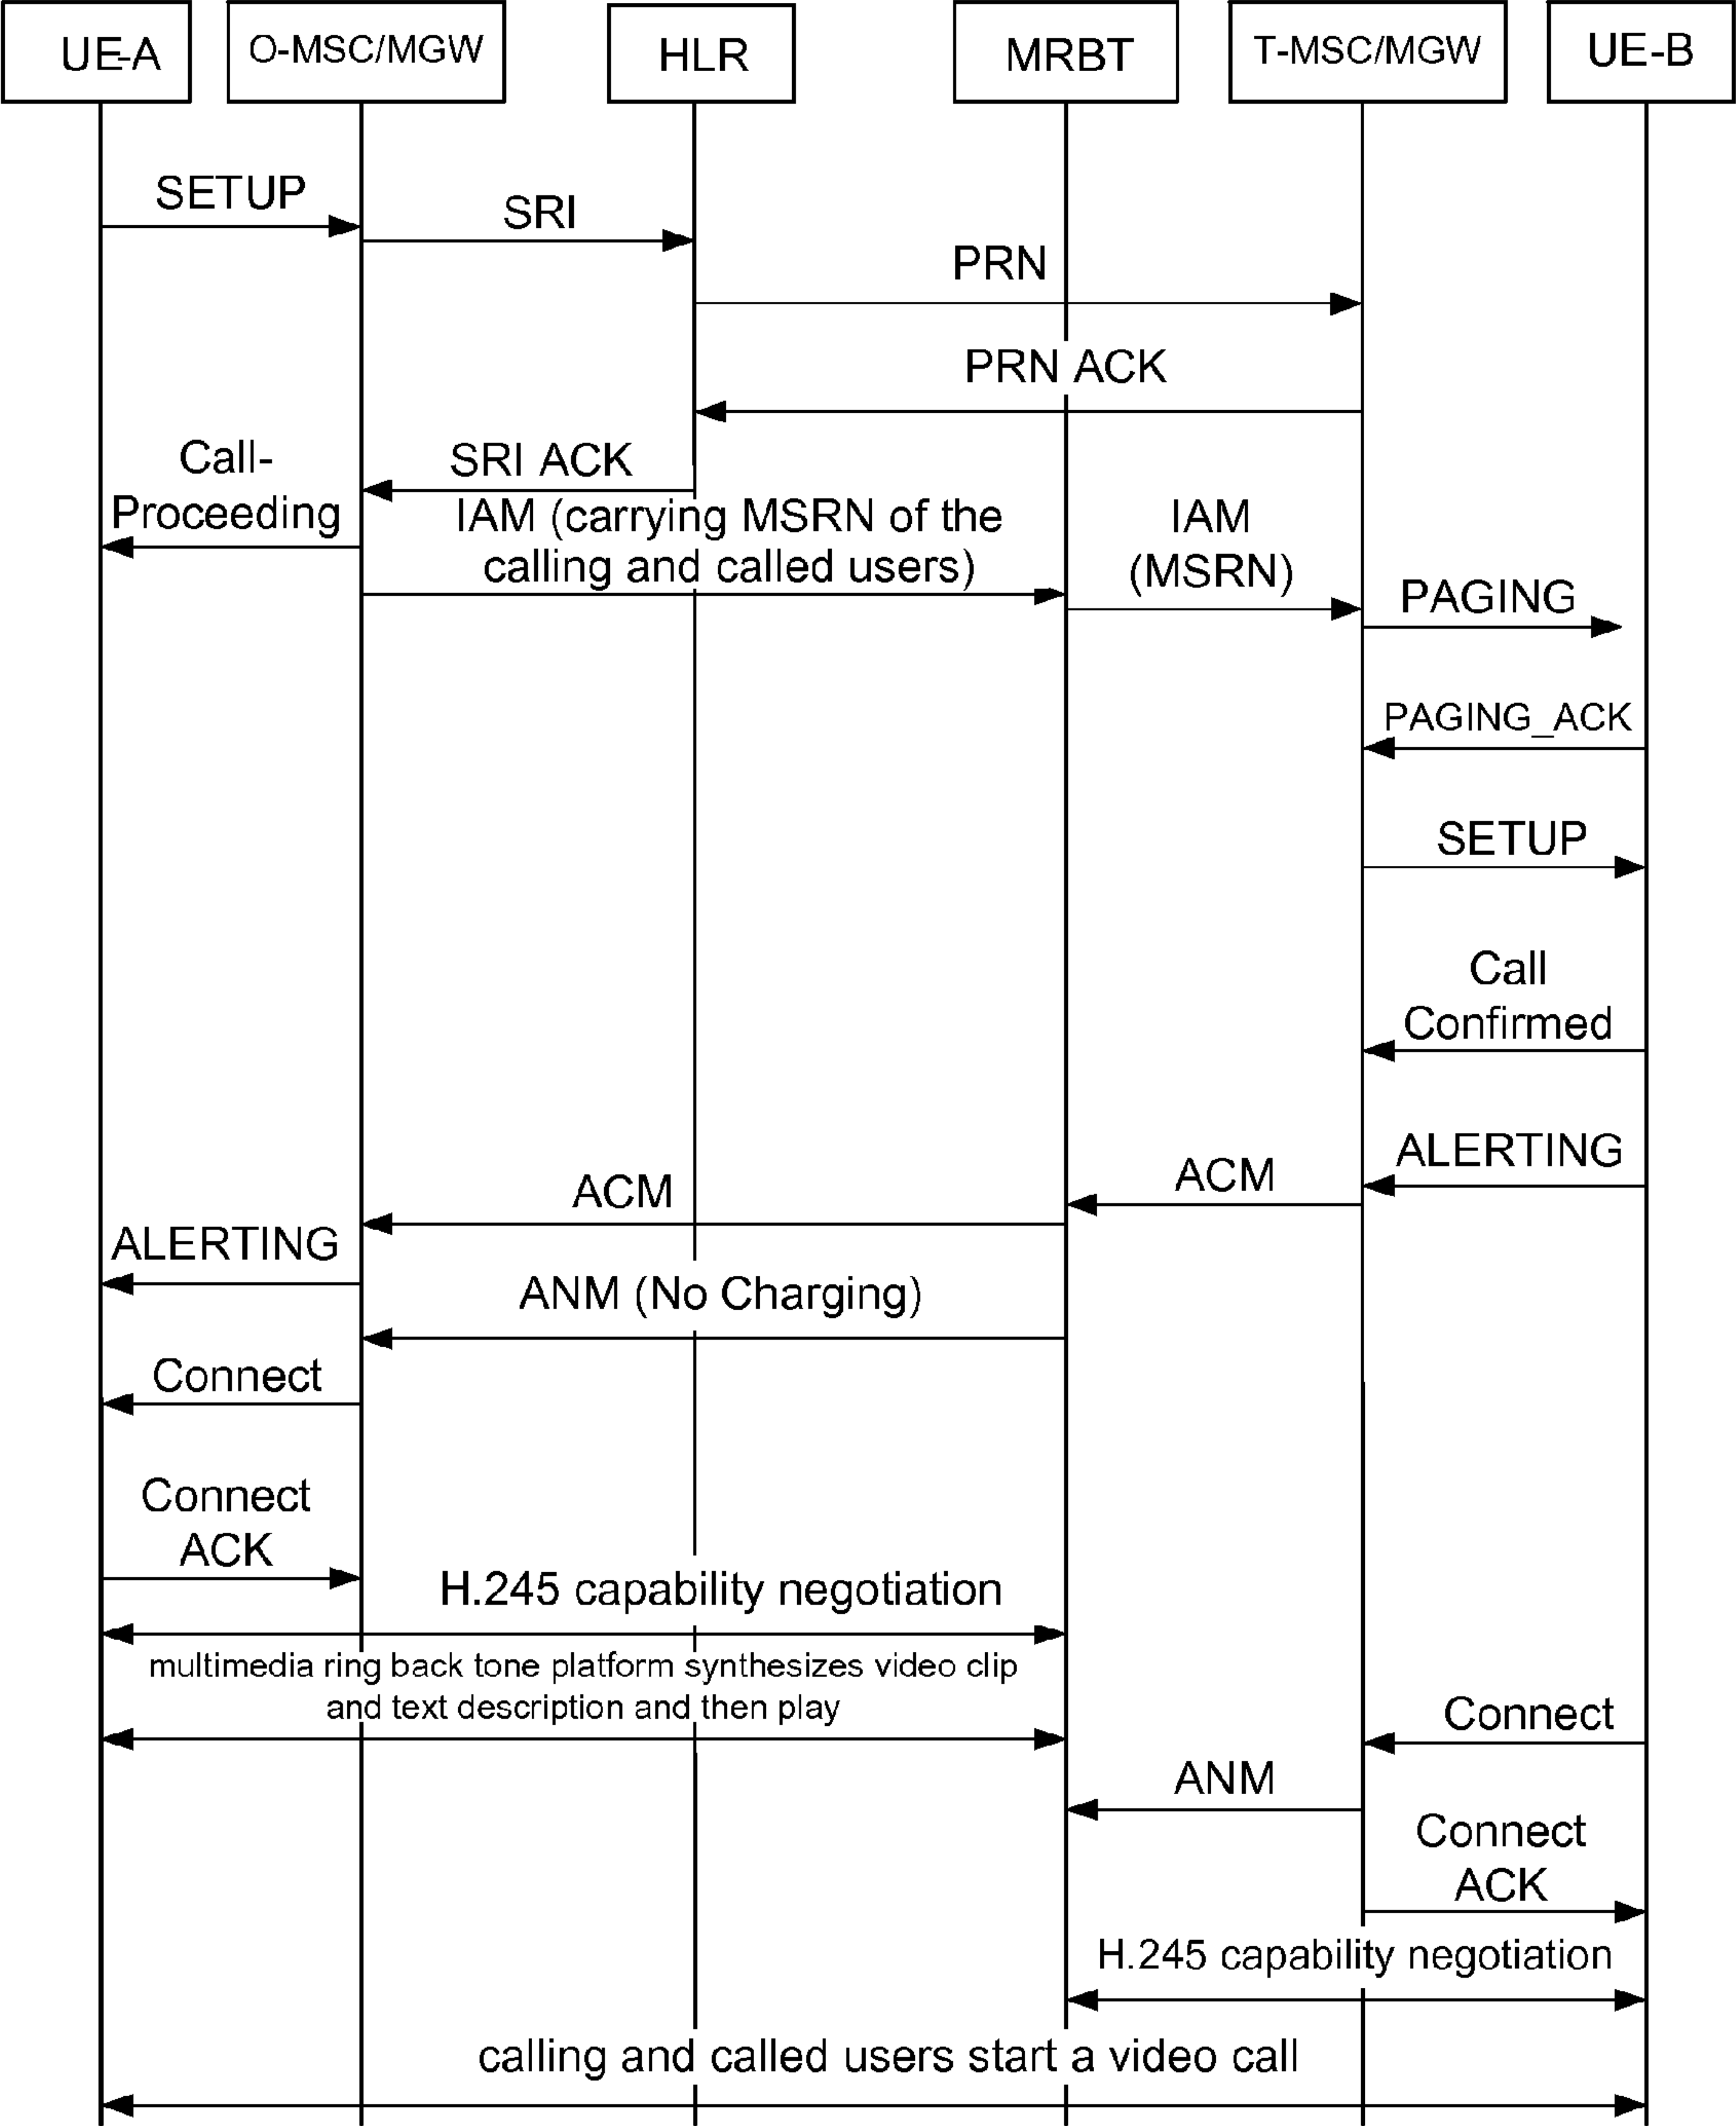 UE-A
O-MSC/MGW
HLR
MRBT
T-MSC/MGW
UE-B
SETUP
SRI
PRN
PRN ACK
Call-
Proceeding
SRI ACK
IAM (carrying MSRN of the
calling and called users)
IAM
(MSRN)
PAGING
PAGING_ACK
SETUP
Call
Confirmed
ALERTING
ACM
ACM
ALERTING
ANM (No Charging)
Connect
Connect
ACK
H.245 capability negotiation
multimedia ring back tone platform synthesizes video clip
and text description and then play
Connect
ANM
Connect
ACK
H.245 capability negotiation
calling and called users start a video call